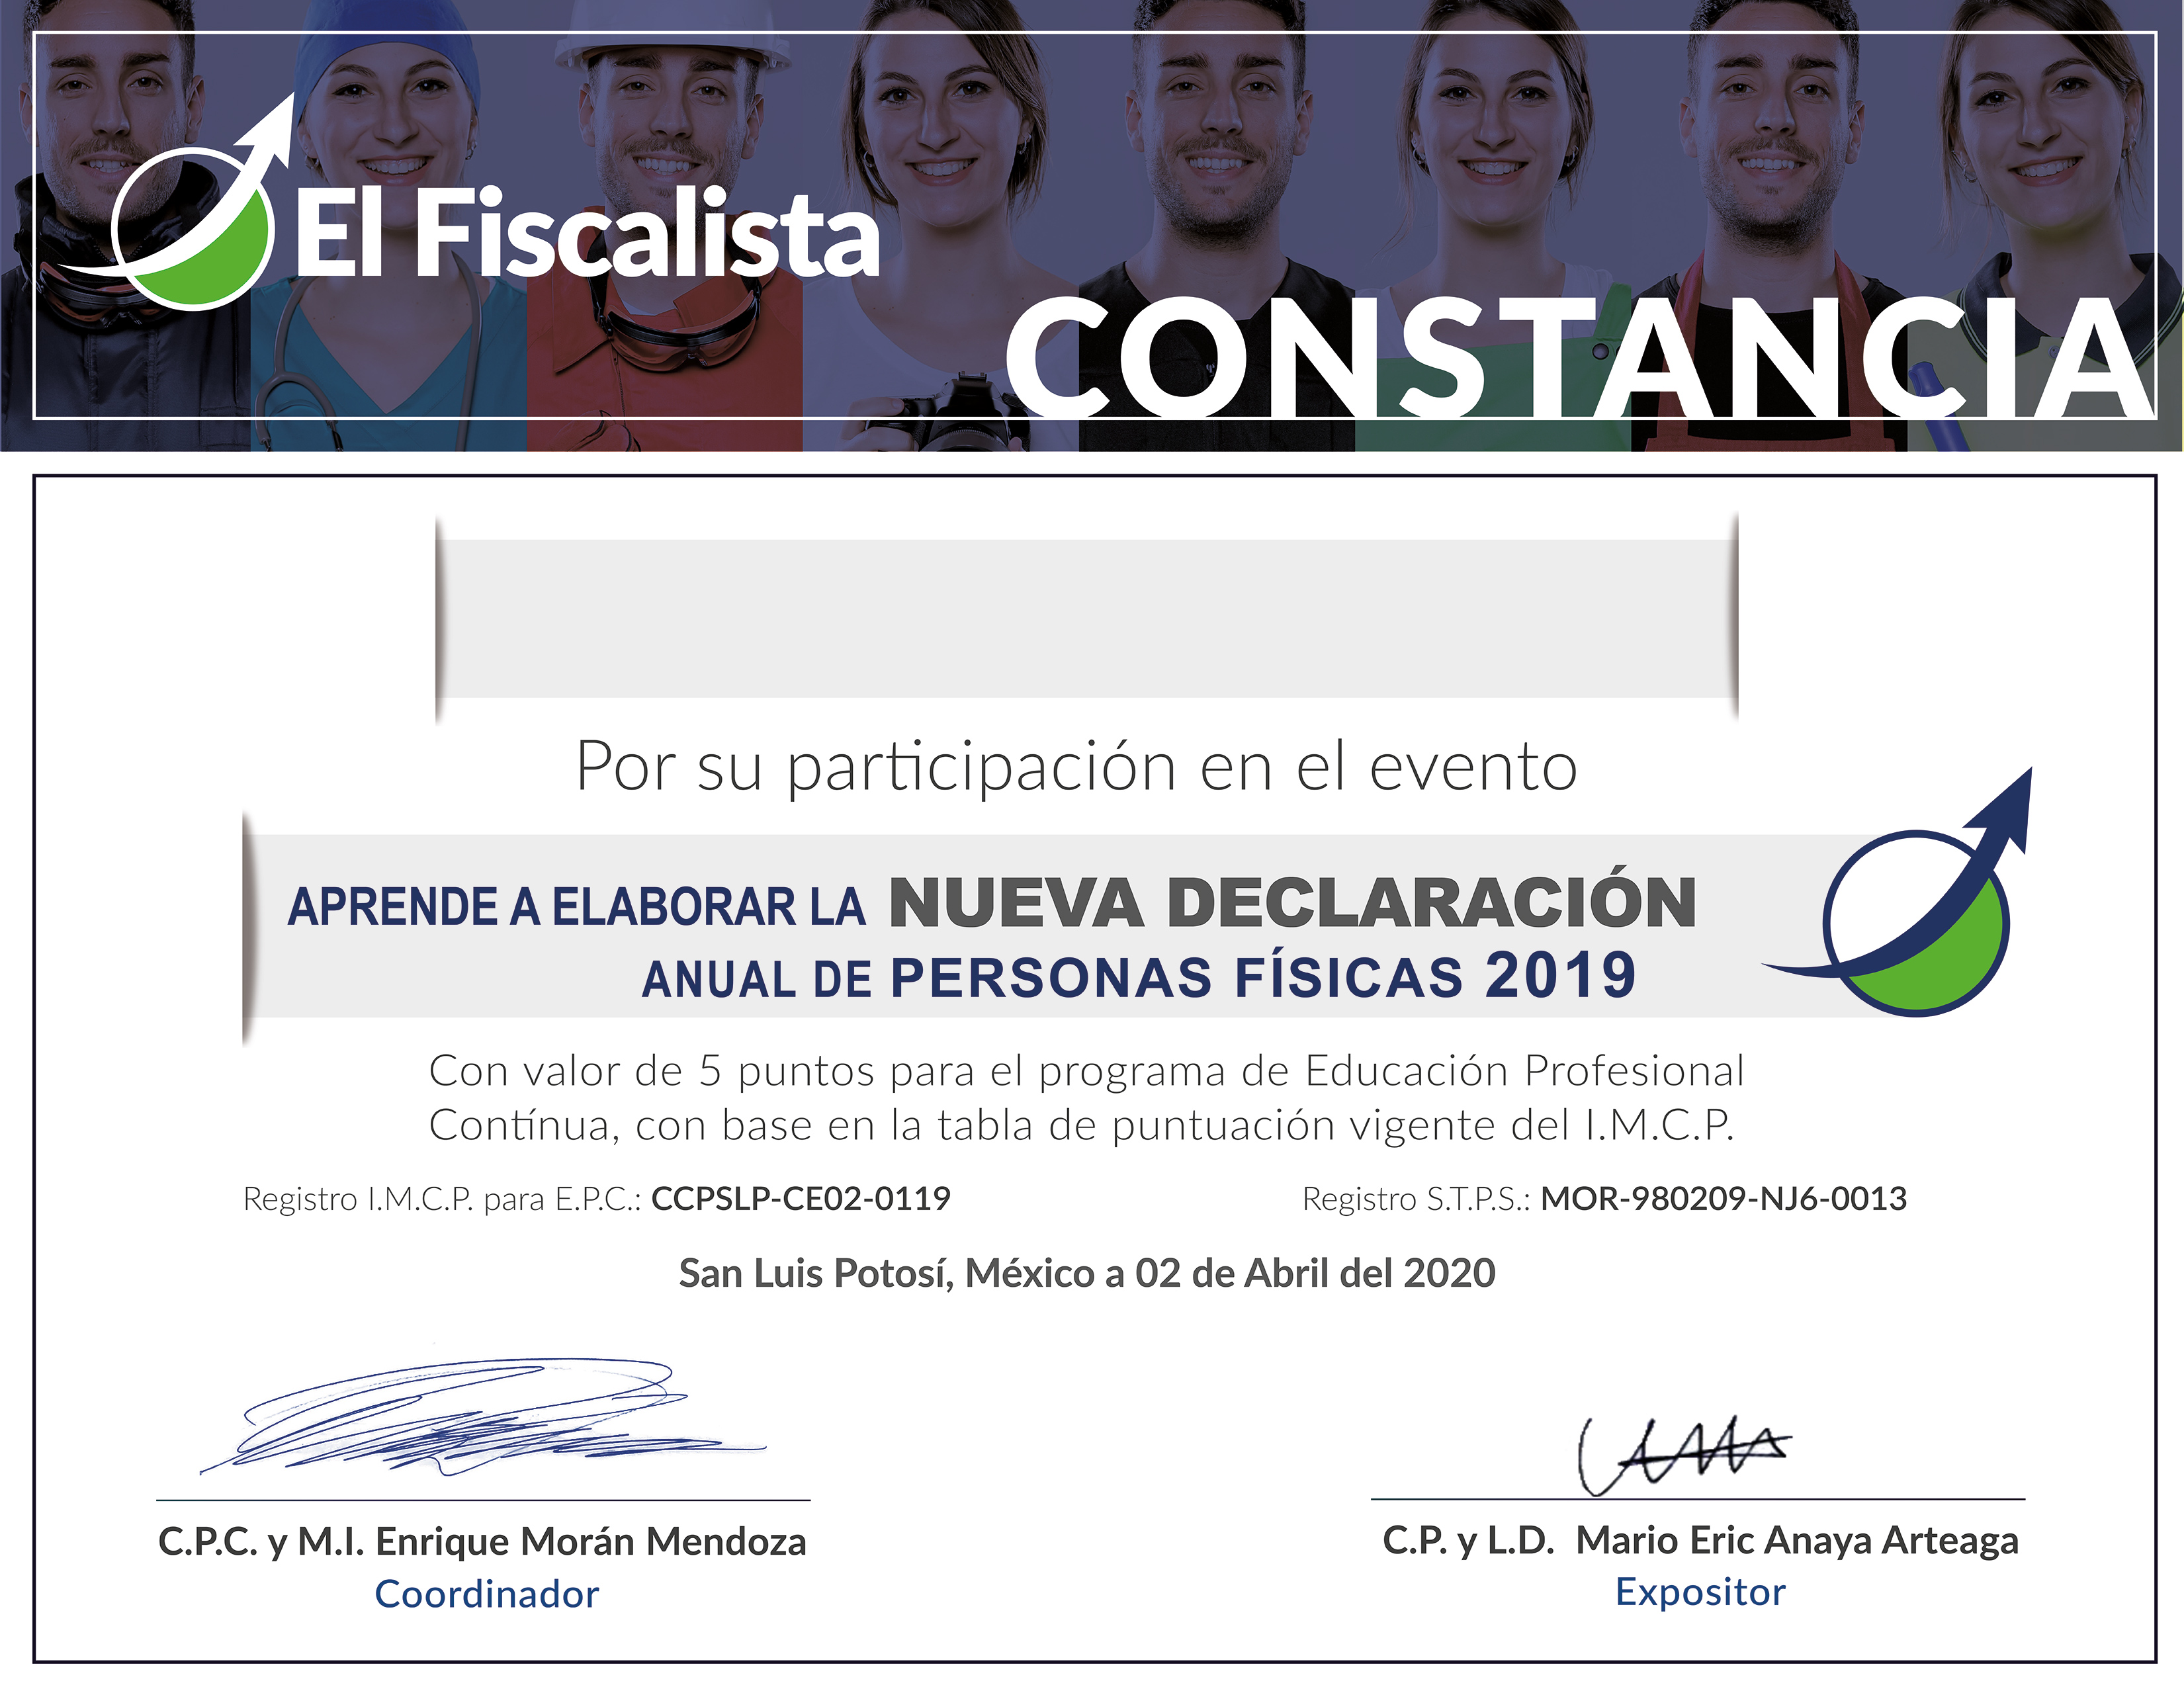 El Fiscalista
CONSTANCIA
Por su participación en el evento
APRENDE A ELABORAR LA NUEVA DECLARACIÓN
ANUAL DE PERSONAS FÍSICAS 2019
Con valor de 5 puntos para el programa de Educación Profesional
Contínua, con base en la tabla de puntuación vigente del I.M.C.P.
Registro I.M.C.P. para E.P.C.: CCPSLP-CE02-0119
Registro S.T.P.S.: MOR-980209-NJ6-0013
San Luis Potosí, México a 02 de Abril del 2020
C.P.C. y M.I. Enrique Morán Mendoza
Coordinador
C.P. y L.D. Mario Eric Anaya Arteaga
Expositor